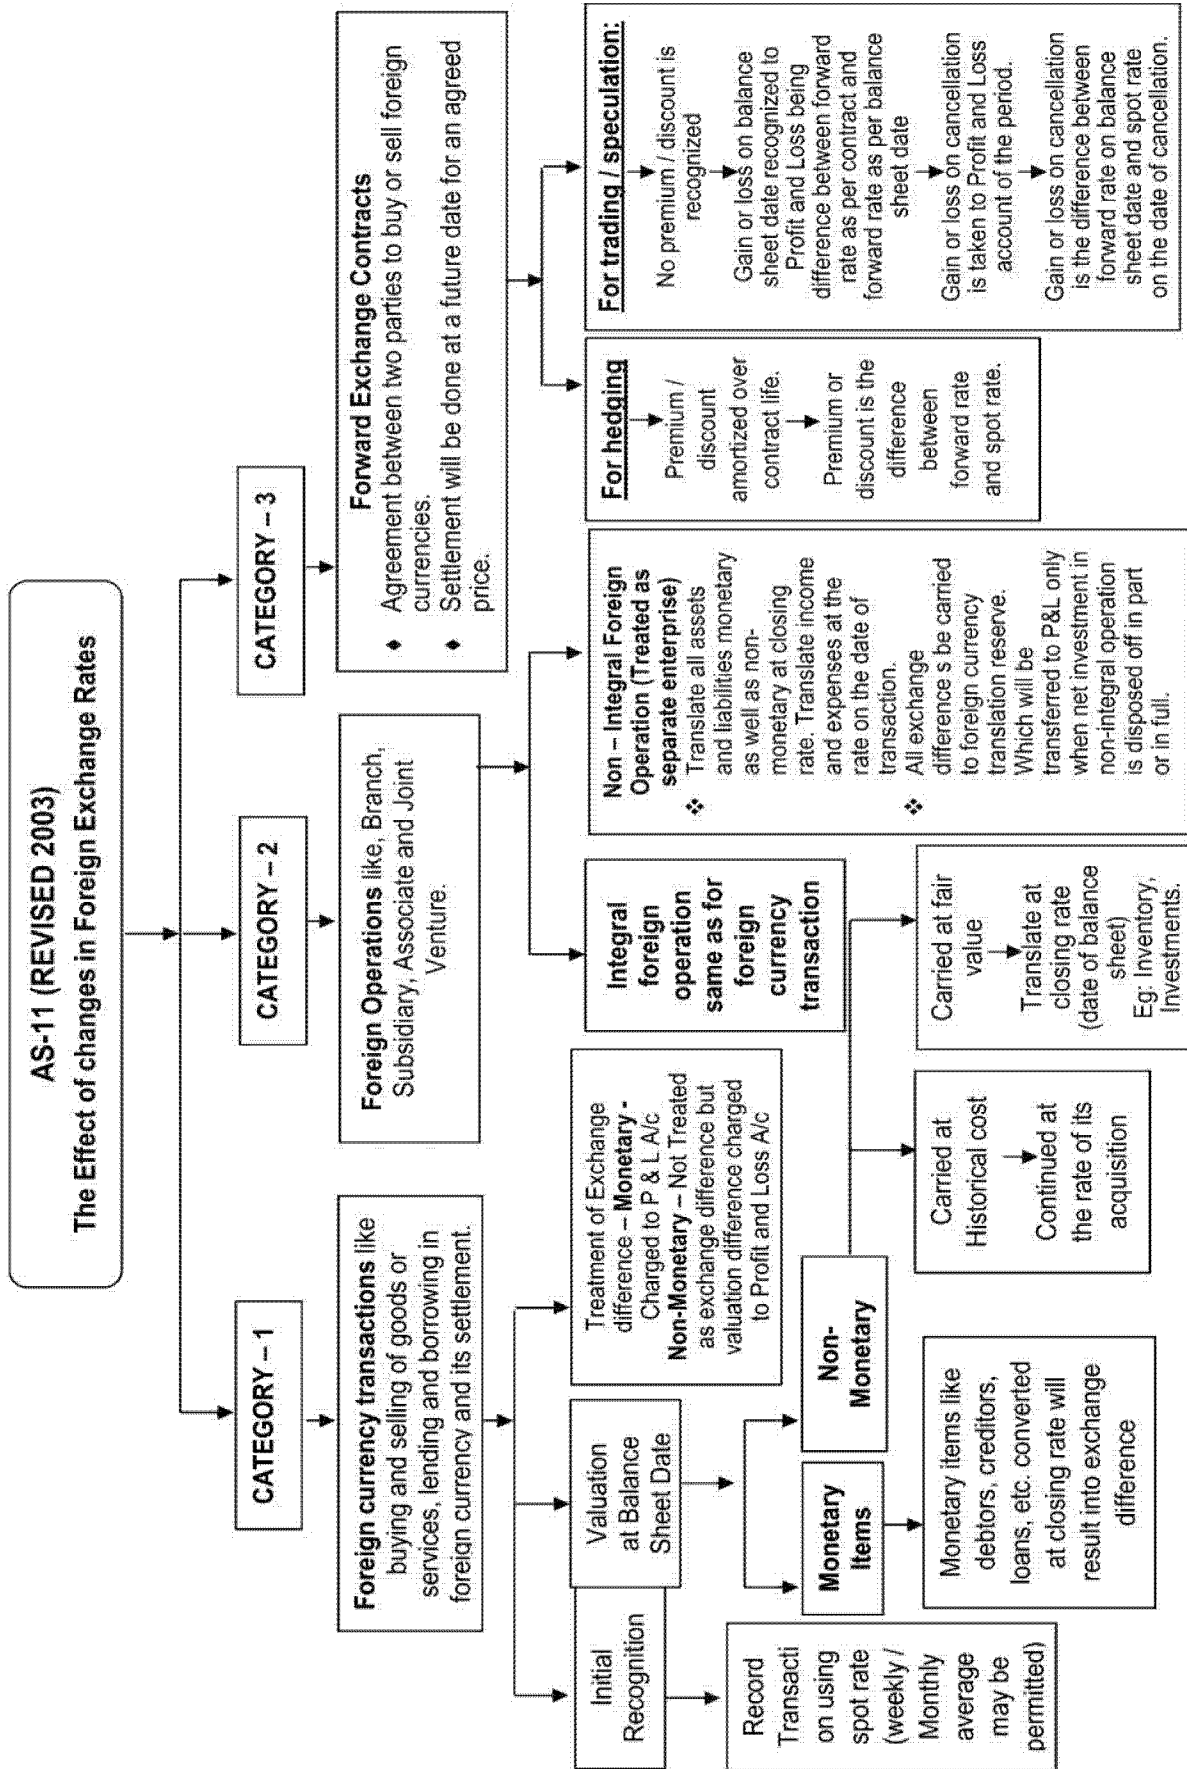 AS-11 (REVISED 2003)
The Effect of changes in Foreign Exchange Rates
CATEGORY – 1
Foreign currency transactions like
buying and selling of goods or
services, lending and borrowing in
foreign currency and its settlement.
Initial
Recognition
Record
Transacti
on using
spot rate
(weekly /
Monthly
average
may be
permitted)
Valuation
at Balance
Sheet Date
Monetary
Items
Monetary items like
debtors, creditors,
loans, etc. converted
at closing rate will
result into exchange
difference
Non-
Monetary
Carried at
Historical cost
Continued at
the rate of its
acquisition
Carried at fair
value
Translate at
closing rate
(date of balance
sheet)
Eg: Inventory,
Investments.
Treatment of Exchange
difference – Monetary -
Charged to P & L A/c
Non-Monetary – Not Treated
as exchange difference but
valuation difference charged
to Profit and Loss A/c
CATEGORY – 2
Foreign Operations like, Branch,
Subsidiary, Associate and Joint
Venture.
Integral
foreign
operation
same as for
foreign
currency
transaction
Non – Integral Foreign
Operation (Treated as
separate enterprise)
❖ Translate all assets
and liabilities monetary
as well as non-
monetary at closing
rate. Translate income
and expenses at the
rate on the date of
transaction.
❖ All exchange
difference s be carried
to foreign currency
translation reserve.
Which will be
transferred to P&L only
when net investment in
non-integral operation
is disposed off in part
or in full.
CATEGORY – 3
Forward Exchange Contracts
♦ Agreement between two parties to buy or sell foreign
currencies.
♦ Settlement will be done at a future date for an agreed
price.
For hedging
Premium /
discount
amortized over
contract life.
Premium or
discount is the
difference
between
forward rate
and spot rate.
For trading / speculation:
No premium / discount is
recognized
Gain or loss on balance
sheet date recognized to
Profit and Loss being
difference between forward
rate as per contract and
forward rate as per balance
sheet date
Gain or loss on cancellation
is taken to Profit and Loss
account of the period.
Gain or loss on cancellation
is the difference between
forward rate on balance
sheet date and spot rate
on the date of cancellation.